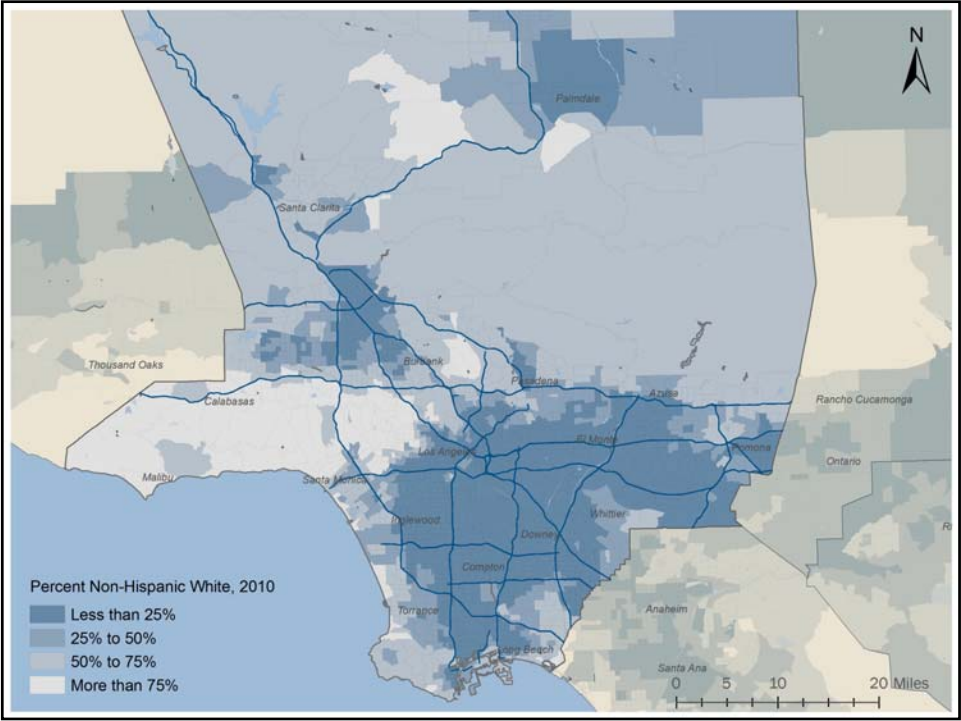 N
Palmdale
Santa Clarita
Thousand Oaks
Burbank
Pasadena
Calabasas
Azusa
Rancho Cucamonga
El Monte
Los Angeles
Pomona
Ontario
Malibu
Santa Monica
Inglewood
Whittier
Downey
Compton
Percent Non-Hispanic White, 2010
Less than 25%
25% to 50%
50% to 75%
More than 75%
Torrance
Anaheim
Long Beach
Santa Ana
0 5 10 20 Miles